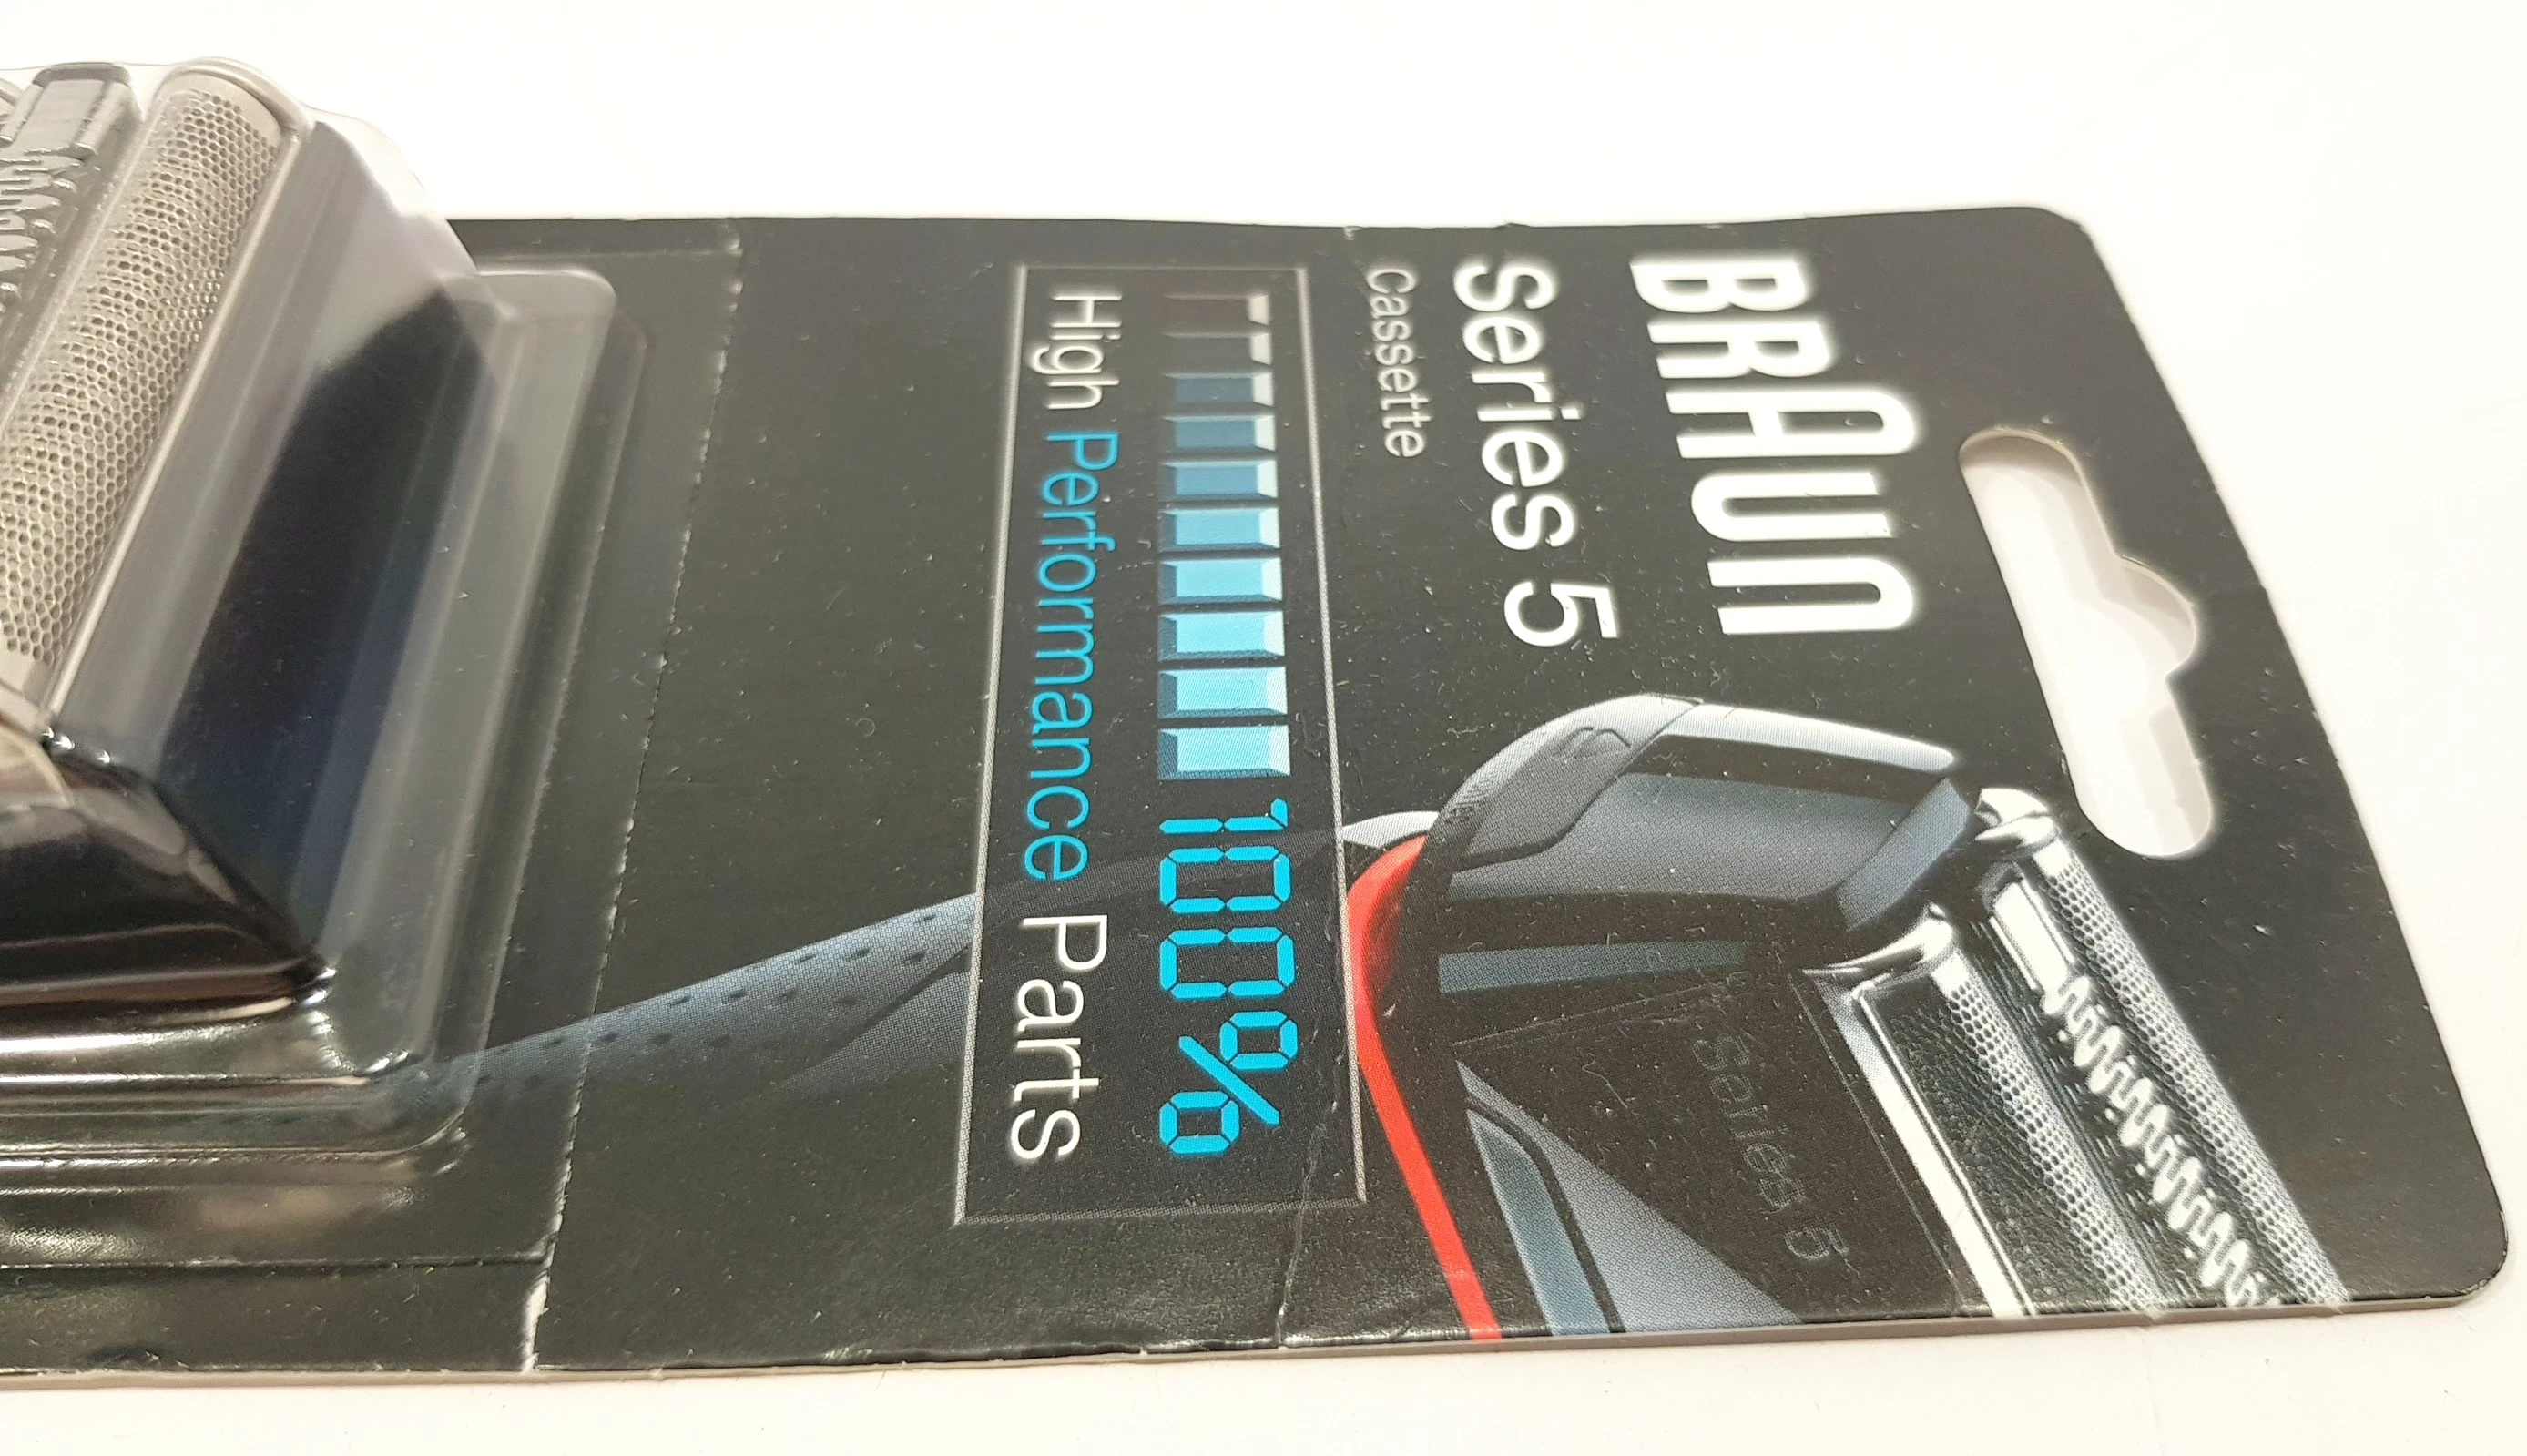 BRAUN
Series 5
Cassette
100%
High Performance Parts
Series 5